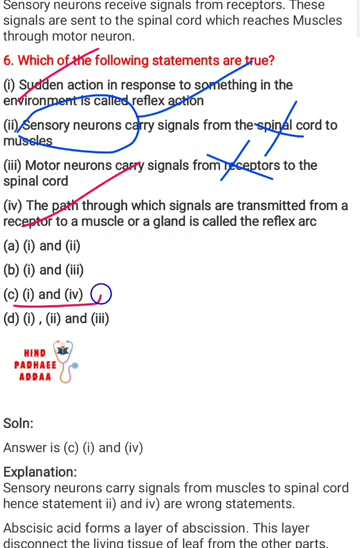 Sensory neurons receive signals from receptors. These
signals are sent to the spinal cord which reaches Muscles
through motor neuron.
6. Which of the following statements are true?
(i) Sudden action in response to something in the
environment is called reflex action
(ii) Sensory neurons carry signals from the spinal cord to
muscles
(iii) Motor neurons carry signals from receptors to the
spinal cord
(iv) The path through which signals are transmitted from a
receptor to a muscle or a gland is called the reflex arc
(a) (i) and (ii)
(b) (i) and (iii)
(c) (i) and (iv)
(d) (i) , (ii) and (iii)
HIND
PADHAEE
ADDAA
Soln:
Answer is (c) (i) and (iv)
Explanation:
Sensory neurons carry signals from muscles to spinal cord
hence statement ii) and iv) are wrong statements.
Abscisic acid forms a layer of abscission. This layer
disconnect the living tissue of leaf from the other parts.